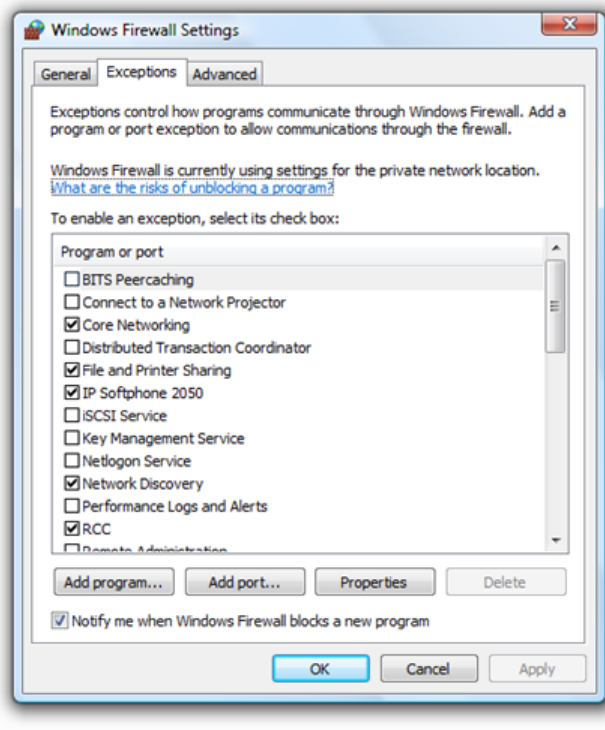 Windows Firewall Settings
General Exceptions Advanced
Exceptions control how programs communicate through Windows Firewall. Add a
program or port exception to allow communications through the firewall.
Windows Firewall is currently using settings for the private network location.
What are the risks of unblocking a program?
To enable an exception, select its check box:
Program or port
BITS Peercaching
Connect to a Network Projector
Core Networking
Distributed Transaction Coordinator
File and Printer Sharing
IP Softphone 2050
iSCSI Service
Key Management Service
Netlogon Service
Network Discovery
Performance Logs and Alerts
RCC
Remote Administration
Add program... Add port... Properties Delete
Notify me when Windows Firewall blocks a new program
OK Cancel Apply